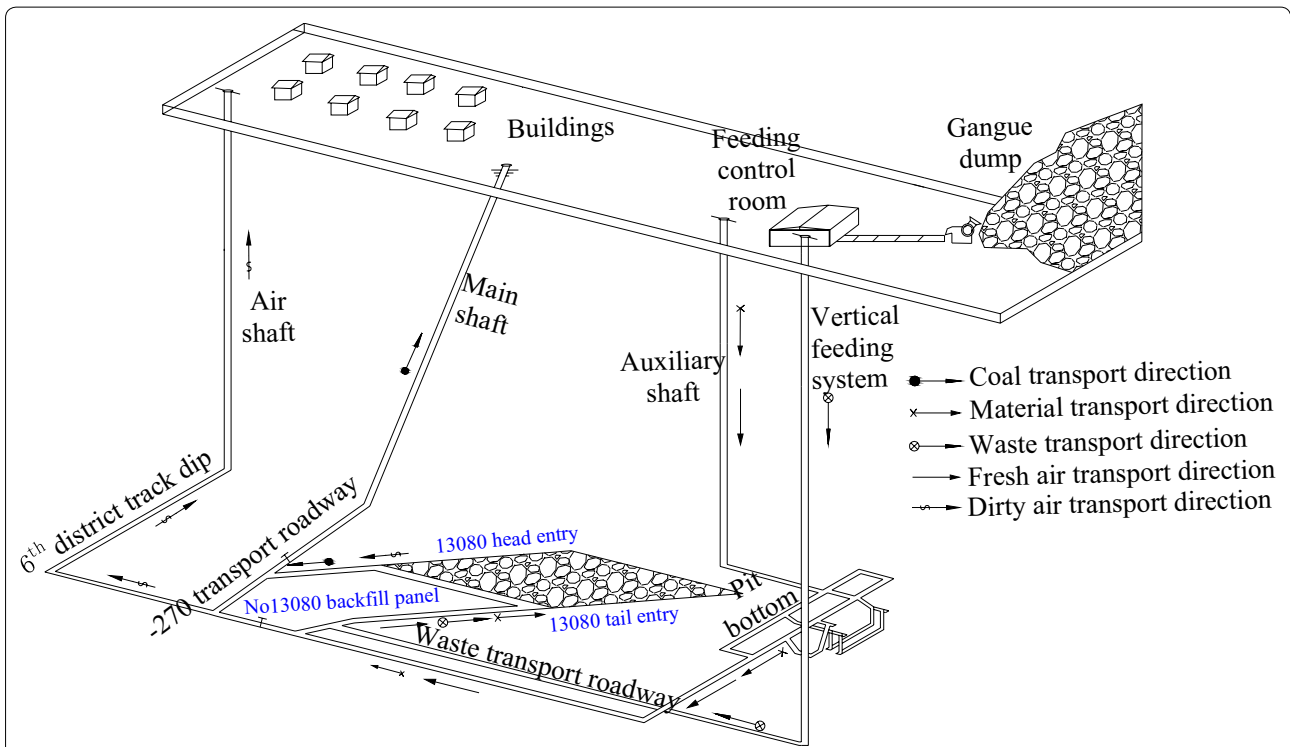 Buildings
Feeding
control
room
Gangue
dump
Air
shaft
Main
shaft
Auxiliary
shaft
Vertical
feeding
system
Coal transport direction
Material transport direction
Waste transport direction
Fresh air transport direction
Dirty air transport direction
6th district track dip
-270 transport roadway
13080 head entry
No13080 backfill panel
13080 tail entry
Waste transport roadway
Pit
bottom